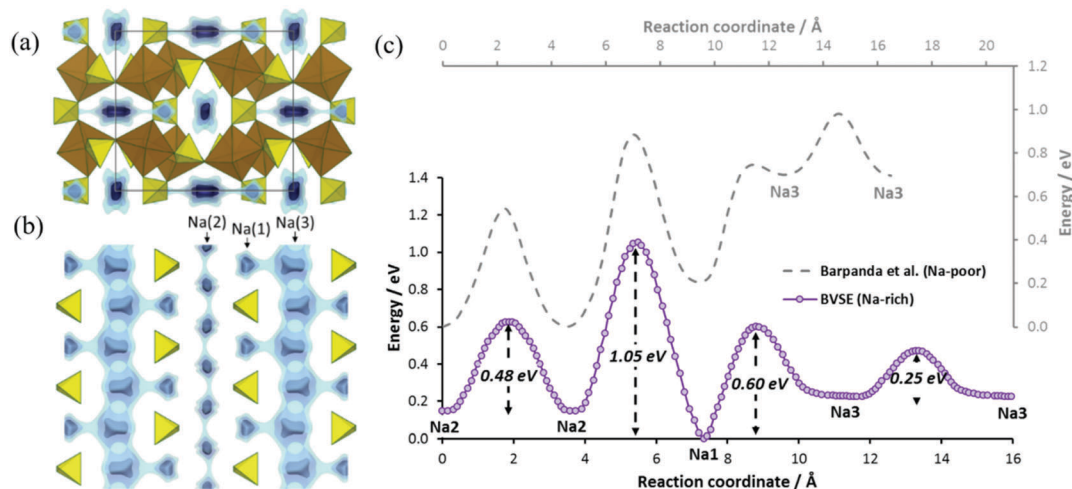 (a)
(b)
Na(2)
Na(1)
Na(3)
(c)
Reaction coordinate / Å
0 2 4 6 8 10 12 14 16 18 20
1.2
1.0
0.8
0.6
0.4
0.2
0.0
Energy / eV
Na3
Na3
1.4
1.2
1.0
0.8
0.6
0.4
0.2
0.0
Energy / eV
Barpanda et al. (Na-poor)
BVSE (Na-rich)
0.48 eV
1.05 eV
0.60 eV
0.25 eV
Na2
Na2
Na1
Na3
Na3
0 2 4 6 8 10 12 14 16
Reaction coordinate / Å